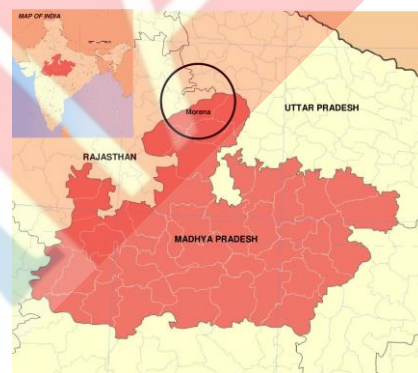 MAP OF INDIA
Morena
UTTAR PRADESH
RAJASTHAN
MADHYA PRADESH